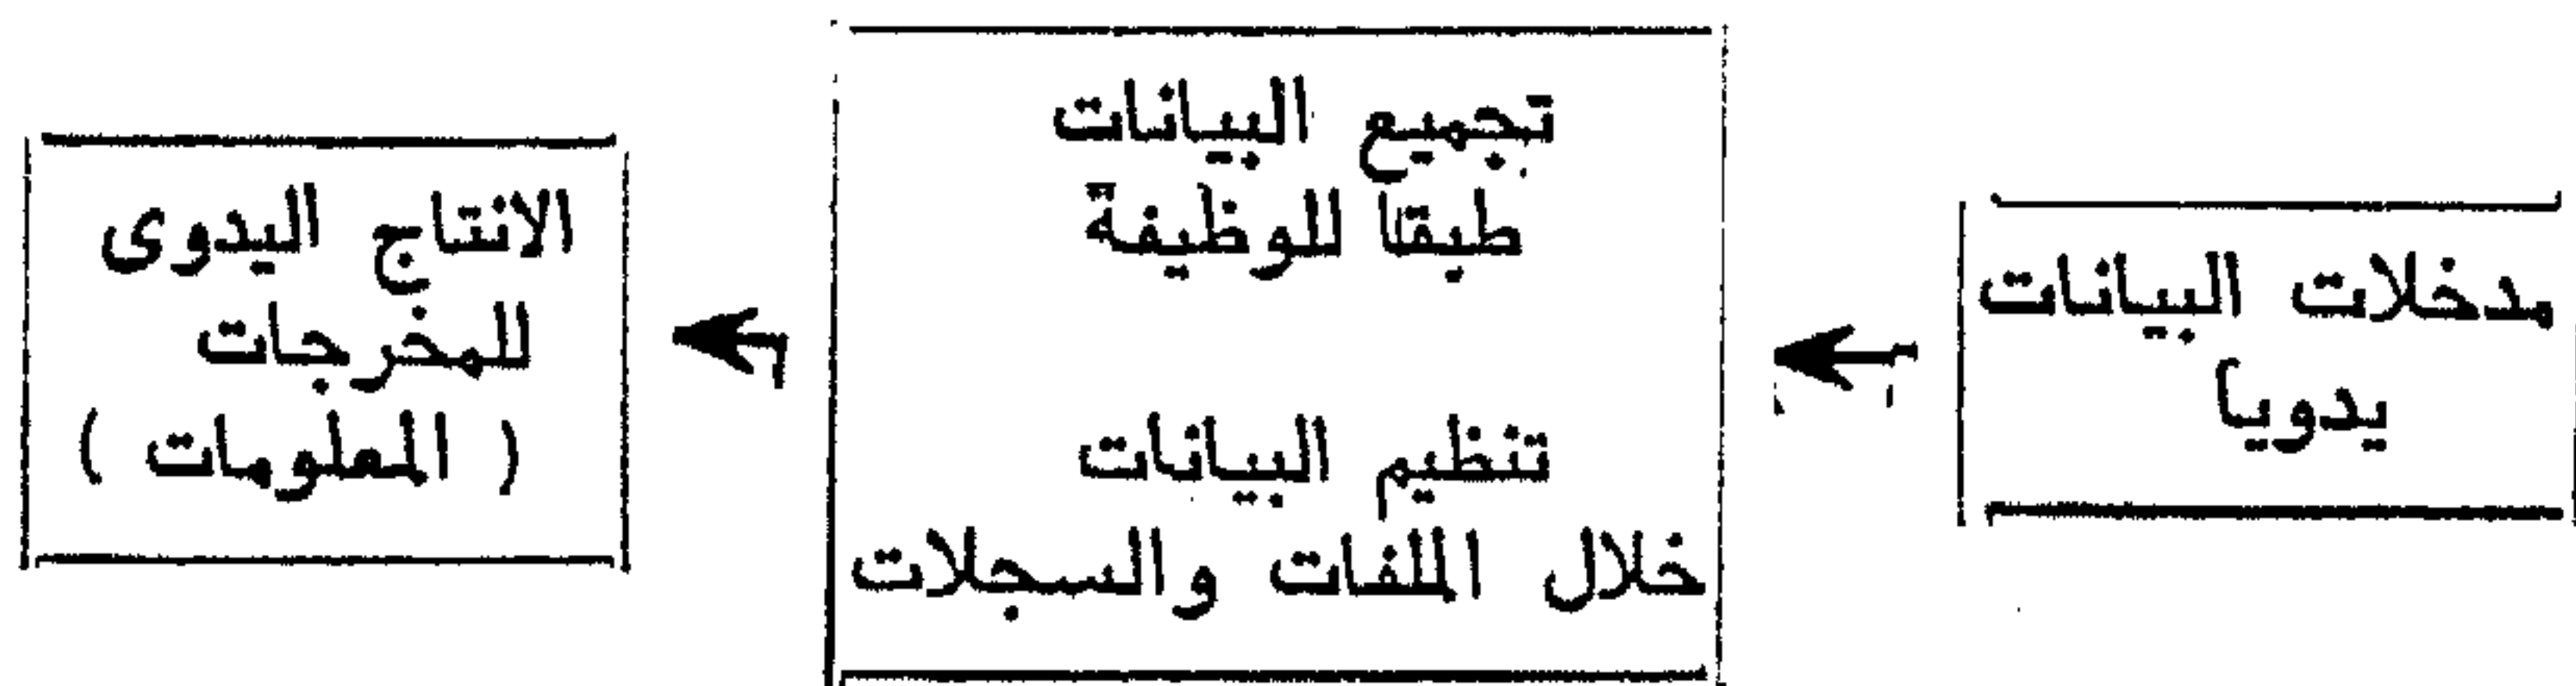 مدخلات البيانات
يدوياً
تجميع البيانات
طبقاً للوظيفة
تنظيم البيانات
خلال الملفات والسجلات
الانتاج اليدوى
للمخرجات
( المعلومات )